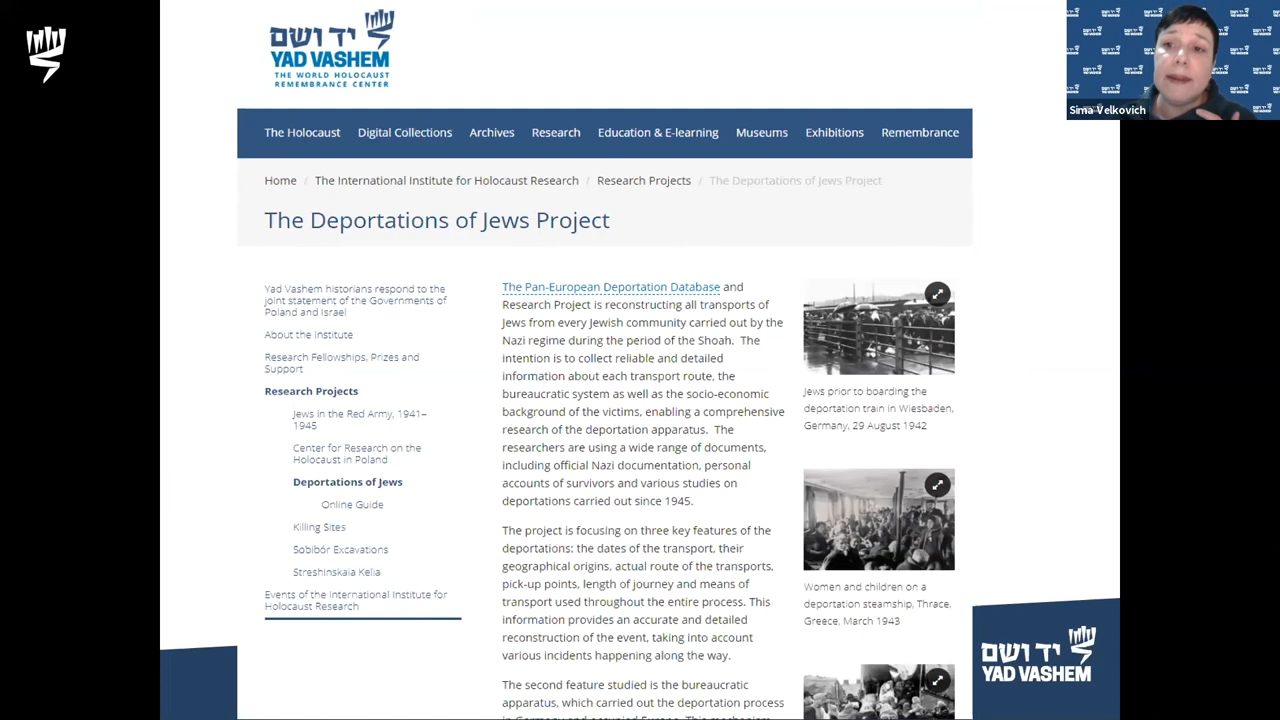 יד ושם
YAD VASHEM
THE WORLD HOLOCAUST
REMEMBRANCE CENTER
Sima Velkovich
The Holocaust
Digital Collections
Archives
Research
Education & E-learning
Museums
Exhibitions
Remembrance
Home / The International Institute for Holocaust Research / Research Projects / The Deportations of Jews Project
The Deportations of Jews Project
Yad Vashem historians respond to the
joint statement of the Governments of
Poland and Israel
About the Institute
Research Fellowships, Prizes and
Support
Research Projects
Jews in the Red Army, 1941–
1945
Center for Research on the
Holocaust in Poland
Deportations of Jews
Online Guide
Killing Sites
Sobibór Excavations
Streshinskaia Kelia
Events of the International Institute for
Holocaust Research
The Pan-European Deportation Database and
Research Project is reconstructing all transports of
Jews from every Jewish community carried out by the
Nazi regime during the period of the Shoah. The
intention is to collect reliable and detailed
information about each transport route, the
bureaucratic system as well as the socio-economic
background of the victims, enabling a comprehensive
research of the deportation apparatus. The
researchers are using a wide range of documents,
including official Nazi documentation, personal
accounts of survivors and various studies on
deportations carried out since 1945.
The project is focusing on three key features of the
deportations: the dates of the transport, their
geographical origins, actual route of the transports,
pick-up points, length of journey and means of
transport used throughout the entire process. This
information provides an accurate and detailed
reconstruction of the event, taking into account
various incidents happening along the way.
The second feature studied is the bureaucratic
apparatus, which carried out the deportation process
in Germany and occupied Europe. This mechanism
Jews prior to boarding the
deportation train in Wiesbaden,
Germany, 29 August 1942
Women and children on a
deportation steamship, Thrace,
Greece, March 1943
יד ושם
YAD VASHEM